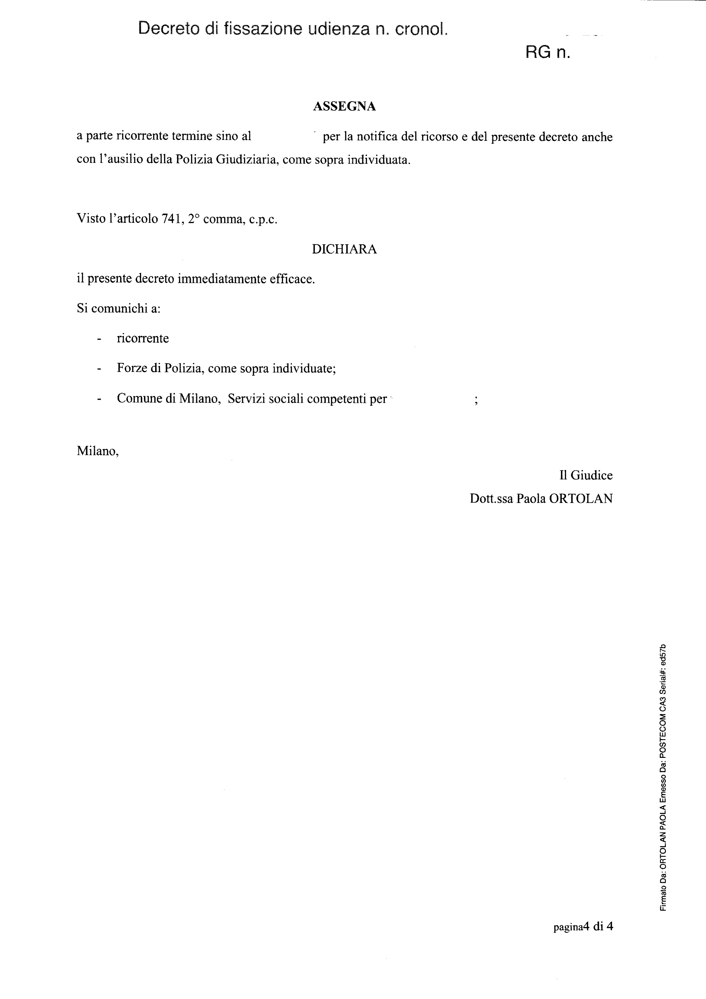 Decreto di fissazione udienza n. cronol.
RG n.
ASSEGNA
a parte ricorrente termine sino al per la notifica del ricorso e del presente decreto anche
con l'ausilio della Polizia Giudiziaria, come sopra individuata.
Visto l'articolo 741, 2° comma, c.p.c.
DICHIARA
il presente decreto immediatamente efficace.
Si comunichi a:
- ricorrente
- Forze di Polizia, come sopra individuate;
- Comune di Milano, Servizi sociali competenti per ;
Milano,
Il Giudice
Dott.ssa Paola ORTOLAN
Firmato Da: ORTOLAN PAOLA Emesso Da: POSTECOM CA3 Serial#: ed57b
pagina4 di 4